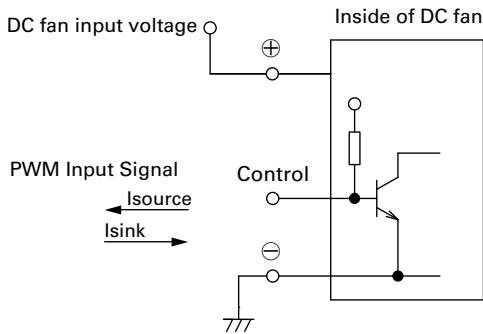 Inside of DC fan
DC fan input voltage
⊕
PWM Input Signal
Control
Isource
Isink
⊖